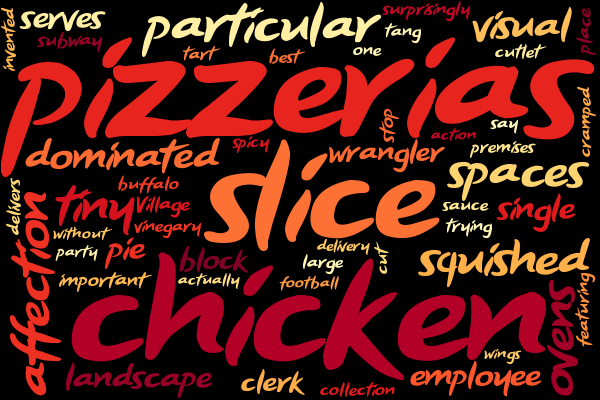 invented
serves
subway
particular
surprisingly
tang
visual
cutlet
place
tart
best
one
pizzerias
cramped
stop
action
say
premises
dominated
spicy
wrangler
spaces
slice
buffalo
delivers
tiny
Village
vinegary
without
party
pie
sauce
trying
single
affection
block
delivery
large
cut
squished
important
actually
football
featuring
chicken
wings
ovens
landscape
clerk
collection
employee